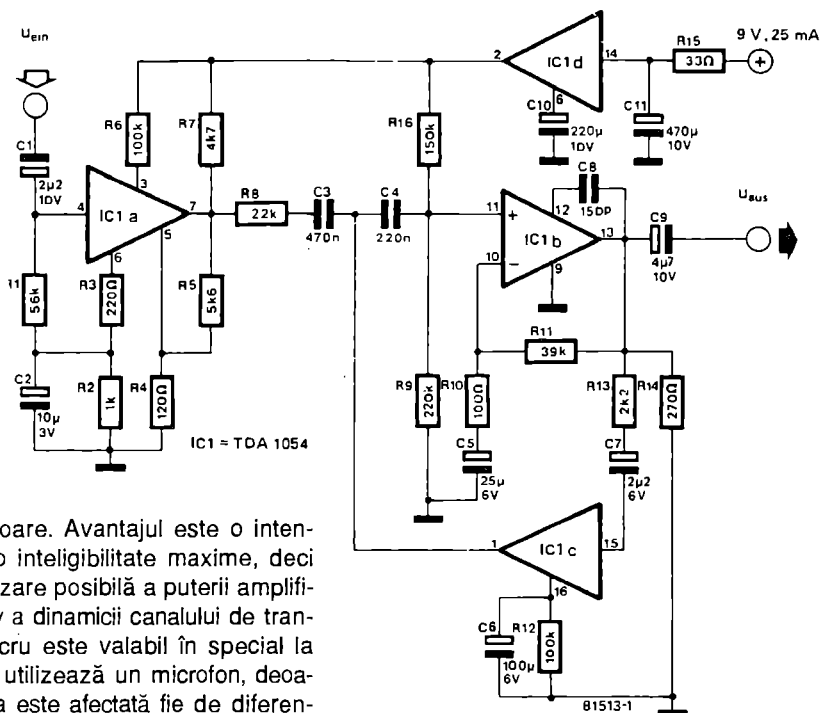 U ein
C1
2µ2
1DV
4
IC1a
3
7
5
6
R6
100k
R7
4k7
R8
22k
C3
470n
C4
220n
R16
150k
2
IC1d
14
6
C10
220µ
1DV
C11
470µ
10V
R15
33Ω
9 V, 25 mA
+
11
+
IC1b
12
13
10
−
9
C8
15DP
C9
4µ7
10V
U aus
11
56k
R3
220Ω
R5
5k6
C2
10µ
3V
R2
1k
R4
120Ω
IC1 = TDA 1054
R9
220k
R10
100Ω
R11
39k
R13
2k2
R14
270Ω
C5
25µ
6V
C7
2µ2
6V
1
IC1c
15
16
C6
100µ
6V
R12
100k
81513-1
oare. Avantajul este o inten-
o inteligibilitate maxime, deci
zare posibilă a puterii amplifi-
v a dinamicii canalului de tran-
cru este valabil în special la
utilizează un microfon, deoa-
a este afectată fie de diferen-